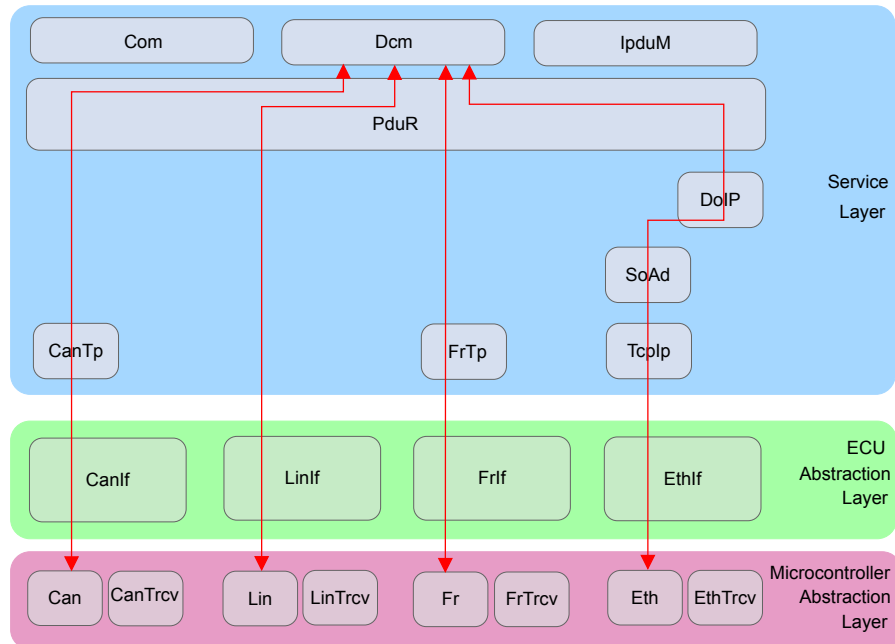 Com
Dcm
IpduM
PduR
Service
Layer
DoIP
SoAd
CanTp
FrTp
TcpIp
ECU
Abstraction
Layer
CanIf
LinIf
FrIf
EthIf
Microcontroller
Abstraction
Layer
Can
CanTrcv
Lin
LinTrcv
Fr
FrTrcv
Eth
EthTrcv